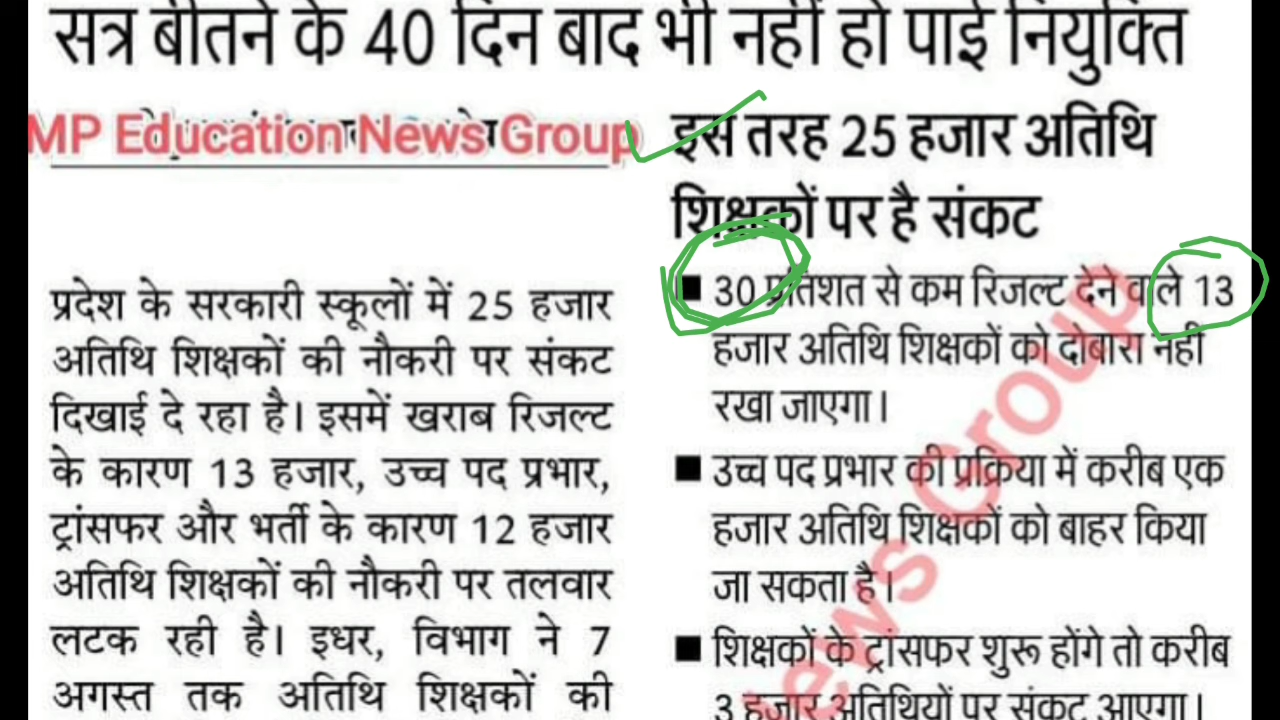 सत्र बीतने के 40 दिन बाद भी नहीं हो पाई नियुक्ति
MP Education News Group
प्रदेश के सरकारी स्कूलों में 25 हजार
अतिथि शिक्षकों की नौकरी पर संकट
दिखाई दे रहा है। इसमें खराब रिजल्ट
के कारण 13 हजार, उच्च पद प्रभार,
ट्रांसफर और भर्ती के कारण 12 हजार
अतिथि शिक्षकों की नौकरी पर तलवार
लटक रही है। इधर, विभाग ने 7
अगस्त तक अतिथि शिक्षकों की
इस तरह 25 हजार अतिथि
शिक्षकों पर है संकट
■ 30 प्रतिशत से कम रिजल्ट देने वाले 13
हजार अतिथि शिक्षकों को दोबारा नहीं
रखा जाएगा।
■ उच्च पद प्रभार की प्रक्रिया में करीब एक
हजार अतिथि शिक्षकों को बाहर किया
जा सकता है।
■ शिक्षकों के ट्रांसफर शुरू होंगे तो करीब
3 हजार अतिथियों पर संकट आएगा।
News Group